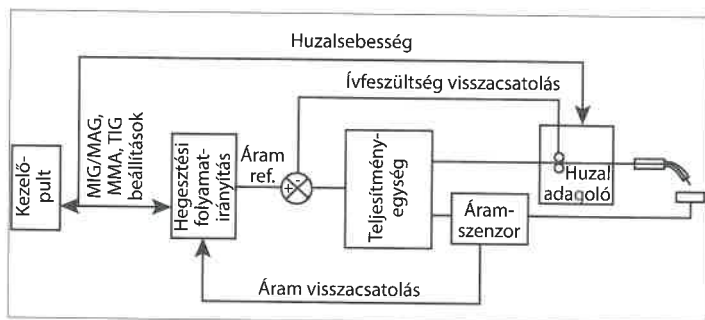 Huzalsebesség
Ívfeszültség visszacsatolás
Kezelő-
pult
MIG/MAG,
MMA, TIG
beállítások
Hegesztési
folyamat-
irányítás
Áram
ref.
+
-
Teljesítmény-
egység
Huzal
adagoló
Áram-
szenzor
Áram visszacsatolás